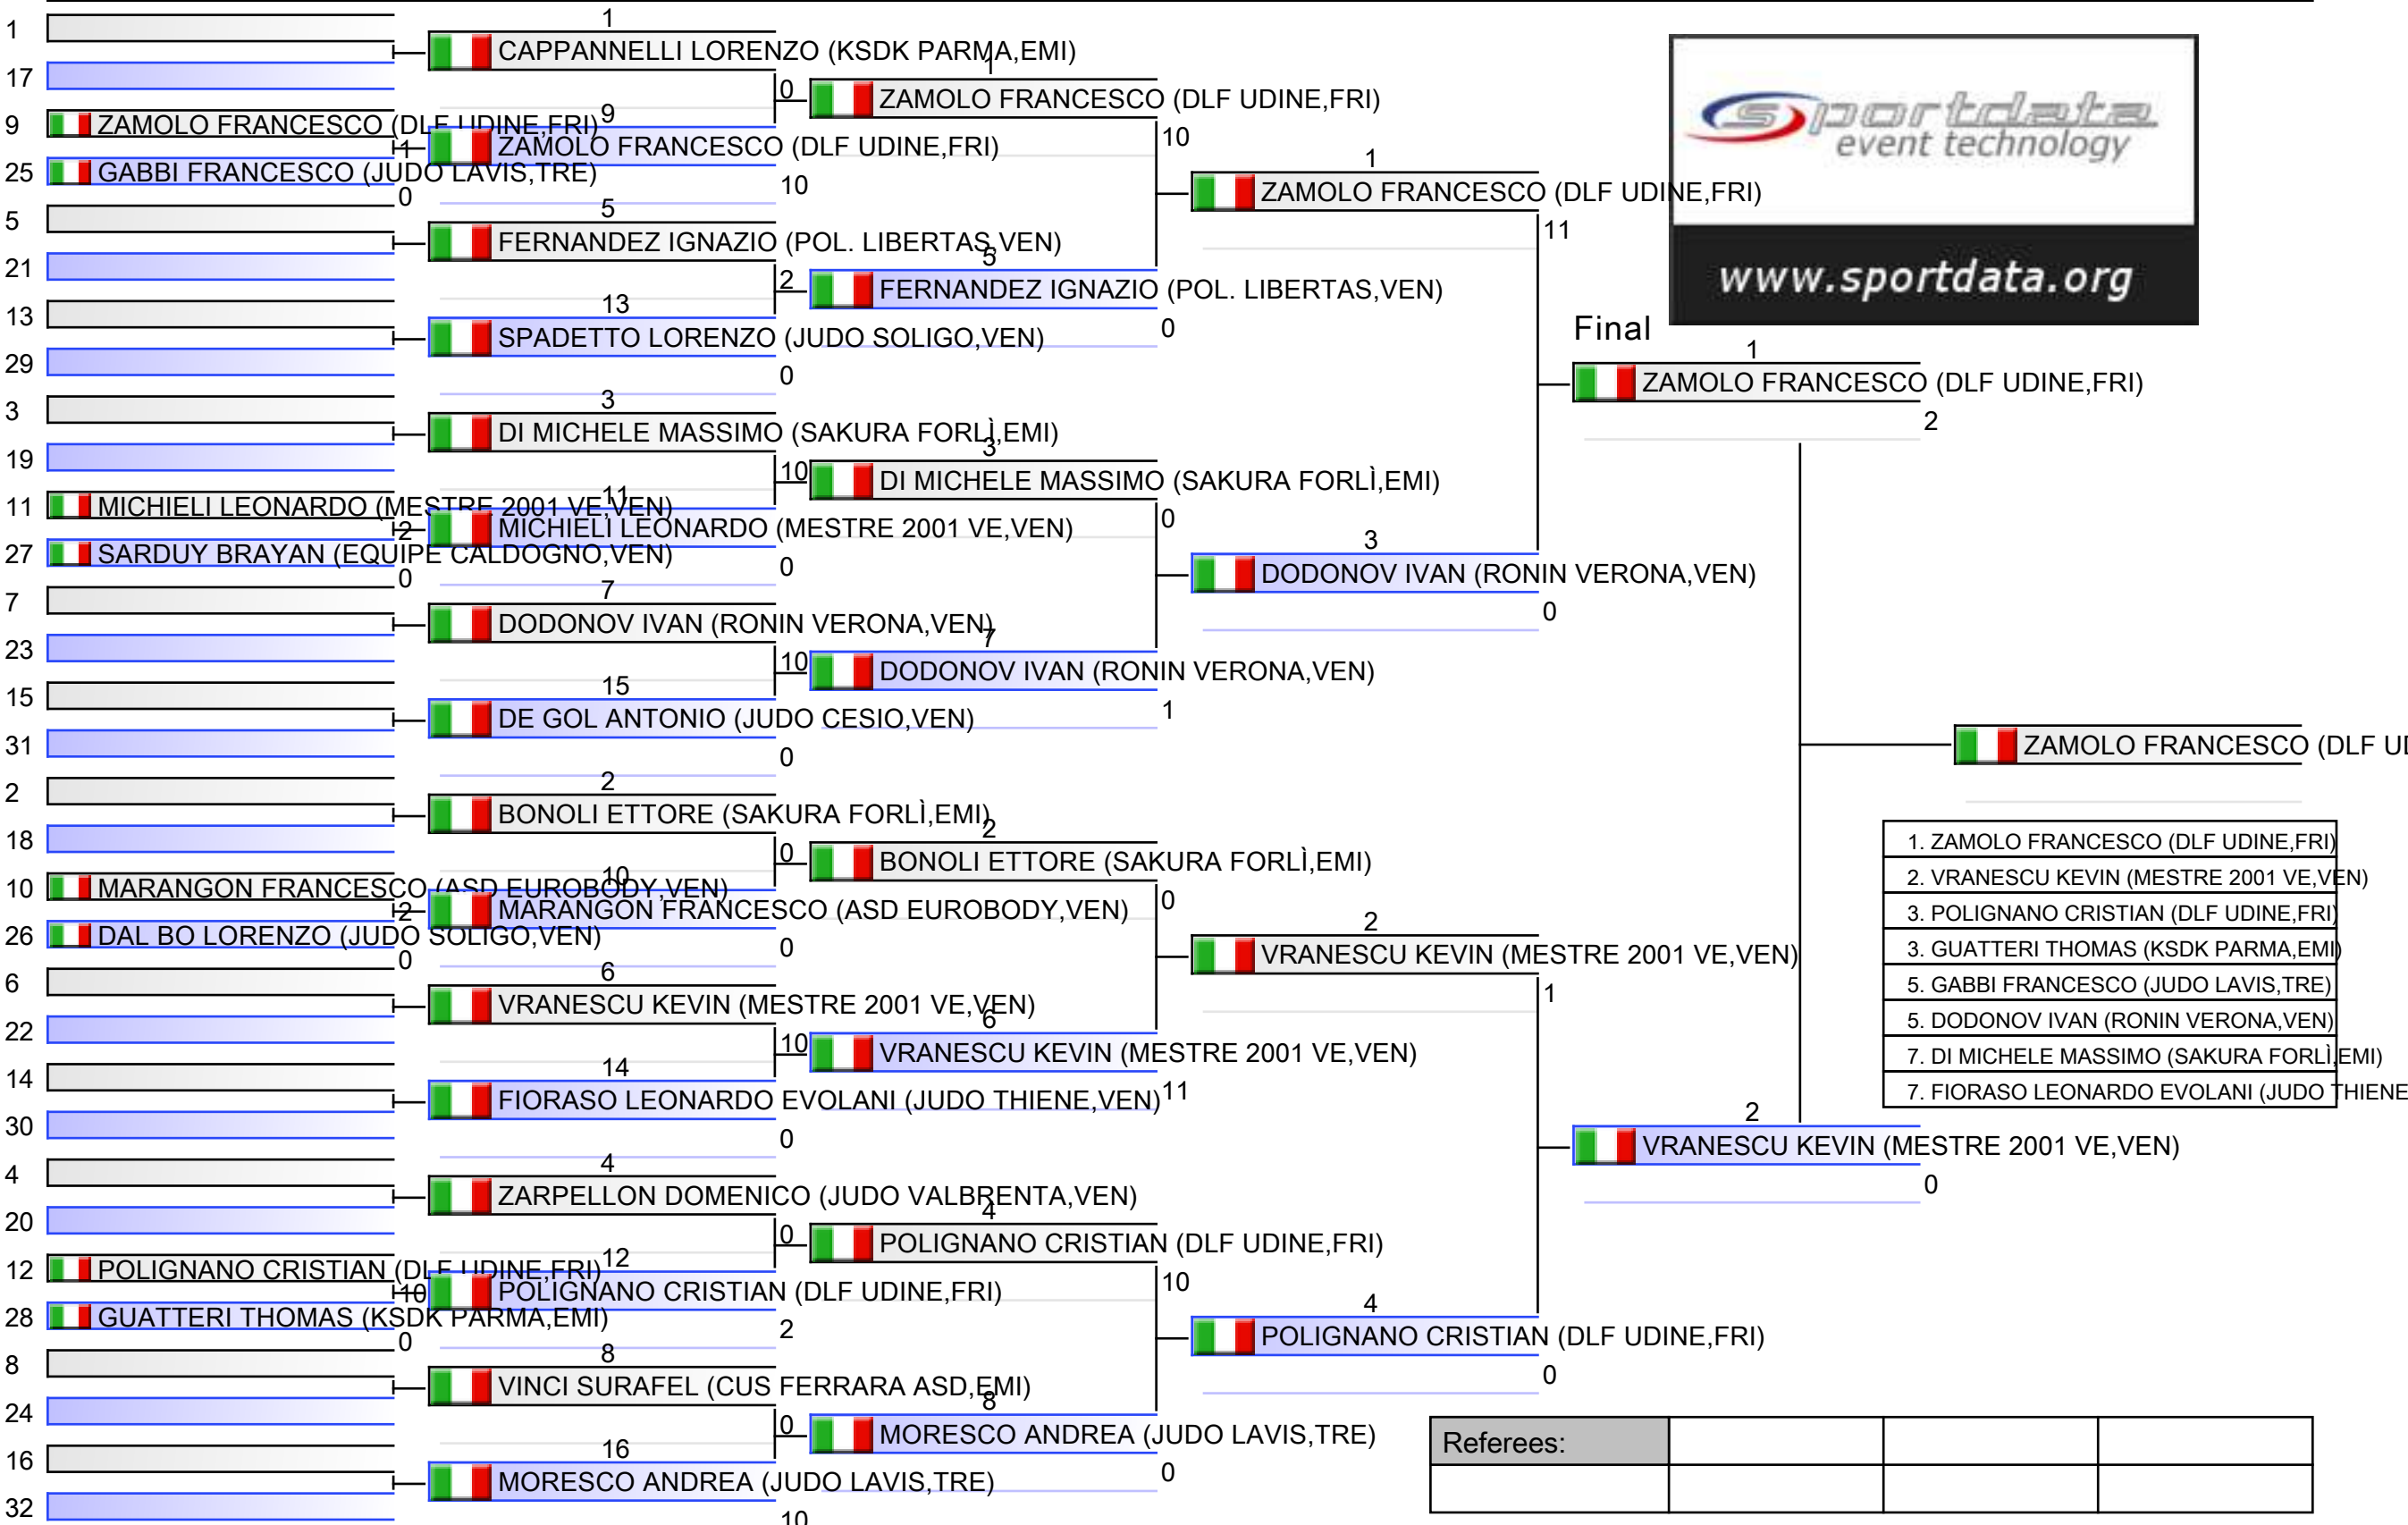 1
17
9 ZAMOLO FRANCESCO (DLF UDINE,FRI)
1
25 GABBI FRANCESCO (JUDO LAVIS,TRE)
0
5
21
13
29
3
19
11 MICHIELI LEONARDO (MESTRE 2001 VE,VEN)
2
27 SARDUY BRAYAN (EQUIPE CALDOGNO,VEN)
0
7
23
15
31
2
18
10 MARANGON FRANCESCO (ASD EUROBODY,VEN)
2
26 DAL BO LORENZO (JUDO SOLIGO,VEN)
0
6
22
14
30
4
20
12 POLIGNANO CRISTIAN (DLF UDINE,FRI)
10
28 GUATTERI THOMAS (KSDK PARMA,EMI)
0
8
24
16
32
1
CAPPANNELLI LORENZO (KSDK PARMA,EMI)
0
9
ZAMOLO FRANCESCO (DLF UDINE,FRI)
10
5
FERNANDEZ IGNAZIO (POL. LIBERTAS,VEN)
2
13
SPADETTO LORENZO (JUDO SOLIGO,VEN)
0
3
DI MICHELE MASSIMO (SAKURA FORLÌ,EMI)
10
11
MICHIELI LEONARDO (MESTRE 2001 VE,VEN)
0
7
DODONOV IVAN (RONIN VERONA,VEN)
10
15
DE GOL ANTONIO (JUDO CESIO,VEN)
0
2
BONOLI ETTORE (SAKURA FORLÌ,EMI)
0
10
MARANGON FRANCESCO (ASD EUROBODY,VEN)
0
6
VRANESCU KEVIN (MESTRE 2001 VE,VEN)
10
14
FIORASO LEONARDO EVOLANI (JUDO THIENE,VEN)
0
4
ZARPELLON DOMENICO (JUDO VALBRENTA,VEN)
0
12
POLIGNANO CRISTIAN (DLF UDINE,FRI)
2
8
VINCI SURAFEL (CUS FERRARA ASD,EMI)
0
16
MORESCO ANDREA (JUDO LAVIS,TRE)
10
1
ZAMOLO FRANCESCO (DLF UDINE,FRI)
10
5
FERNANDEZ IGNAZIO (POL. LIBERTAS,VEN)
0
3
DI MICHELE MASSIMO (SAKURA FORLÌ,EMI)
0
7
DODONOV IVAN (RONIN VERONA,VEN)
1
2
BONOLI ETTORE (SAKURA FORLÌ,EMI)
0
6
VRANESCU KEVIN (MESTRE 2001 VE,VEN)
11
4
POLIGNANO CRISTIAN (DLF UDINE,FRI)
10
8
MORESCO ANDREA (JUDO LAVIS,TRE)
0
1
ZAMOLO FRANCESCO (DLF UDINE,FRI)
11
3
DODONOV IVAN (RONIN VERONA,VEN)
0
2
VRANESCU KEVIN (MESTRE 2001 VE,VEN)
1
4
POLIGNANO CRISTIAN (DLF UDINE,FRI)
0
sportdata
event technology
www.sportdata.org
Final
1
ZAMOLO FRANCESCO (DLF UDINE,FRI)
2
2
VRANESCU KEVIN (MESTRE 2001 VE,VEN)
0
ZAMOLO FRANCESCO (DLF UD
1. ZAMOLO FRANCESCO (DLF UDINE,FRI)
2. VRANESCU KEVIN (MESTRE 2001 VE,VEN)
3. POLIGNANO CRISTIAN (DLF UDINE,FRI)
3. GUATTERI THOMAS (KSDK PARMA,EMI)
5. GABBI FRANCESCO (JUDO LAVIS,TRE)
5. DODONOV IVAN (RONIN VERONA,VEN)
7. DI MICHELE MASSIMO (SAKURA FORLÌ,EMI)
7. FIORASO LEONARDO EVOLANI (JUDO THIENE
Referees: